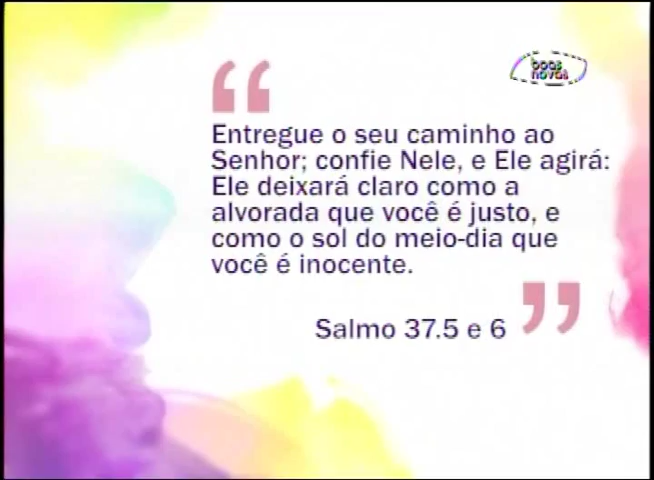 boas
novas
“
Entregue o seu caminho ao
Senhor; confie Nele, e Ele agirá:
Ele deixará claro como a
alvorada que você é justo, e
como o sol do meio-dia que
você é inocente.
Salmo 37.5 e 6
”